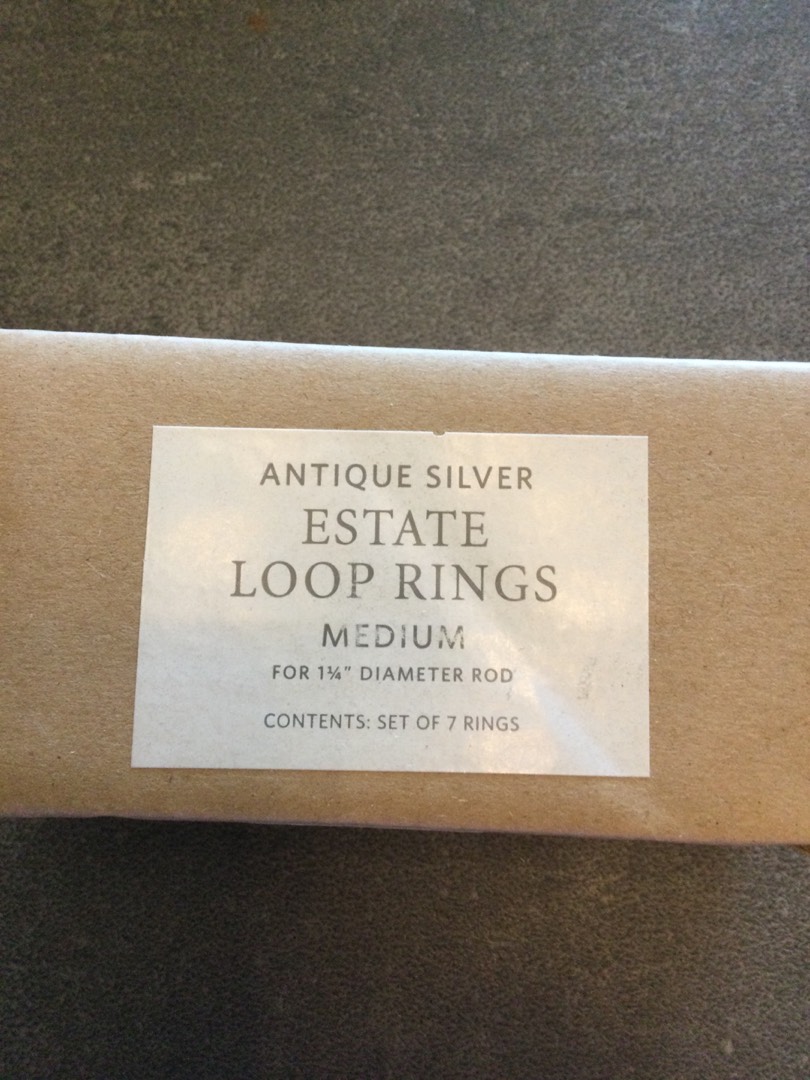 ANTIQUE SILVER
ESTATE
LOOP RINGS
MEDIUM
FOR 1¼" DIAMETER ROD
CONTENTS: SET OF 7 RINGS